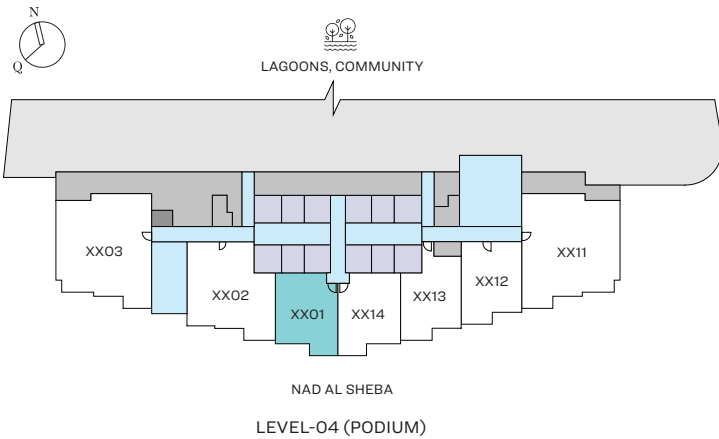 N
Q
LAGOONS, COMMUNITY
XX03
XX11
XX02
XX01
XX14
XX13
XX12
NAD AL SHEBA
LEVEL-04 (PODIUM)